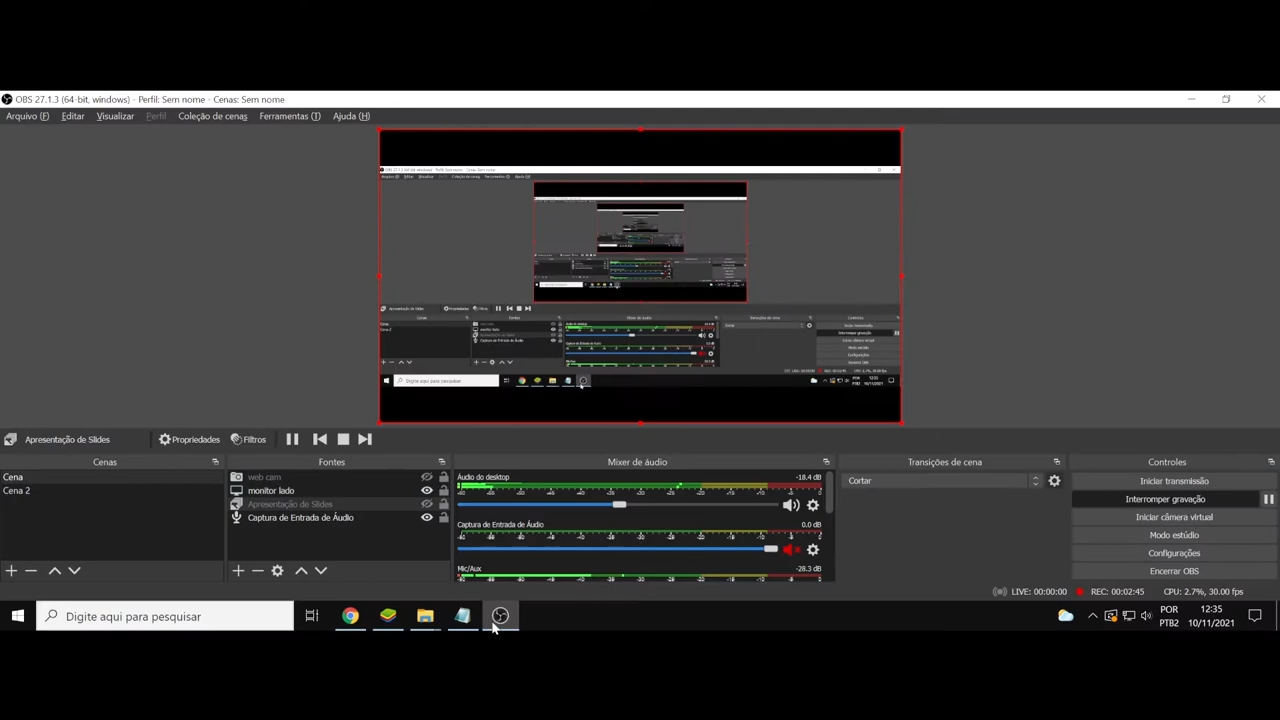 OBS 27.1.3 (64-bit, windows) - Perfil: Sem nome - Cenas: Sem nome
Arquivo (F) Editar Visualizar Perfil Coleção de cenas Ferramentas (T) Ajuda (H)
Apresentação de Slides Propriedades Filtros
Cenas Fontes Mixer de áudio Transições de cena Controles
Cena
Cena 2
web cam
monitor lado
Apresentação de Slides
Captura de Entrada de Áudio
Áudio do desktop -18.4 dB
Captura de Entrada de Áudio 0.0 dB
Mic/Aux -28.3 dB
Cortar
Iniciar transmissão
Interromper gravação
Iniciar câmera virtual
Modo estúdio
Configurações
Encerrar OBS
LIVE: 00:00:00 REC: 00:02:45 CPU: 2.7%, 30.00 fps
Digite aqui para pesquisar
POR 12:35
PTB2 10/11/2021